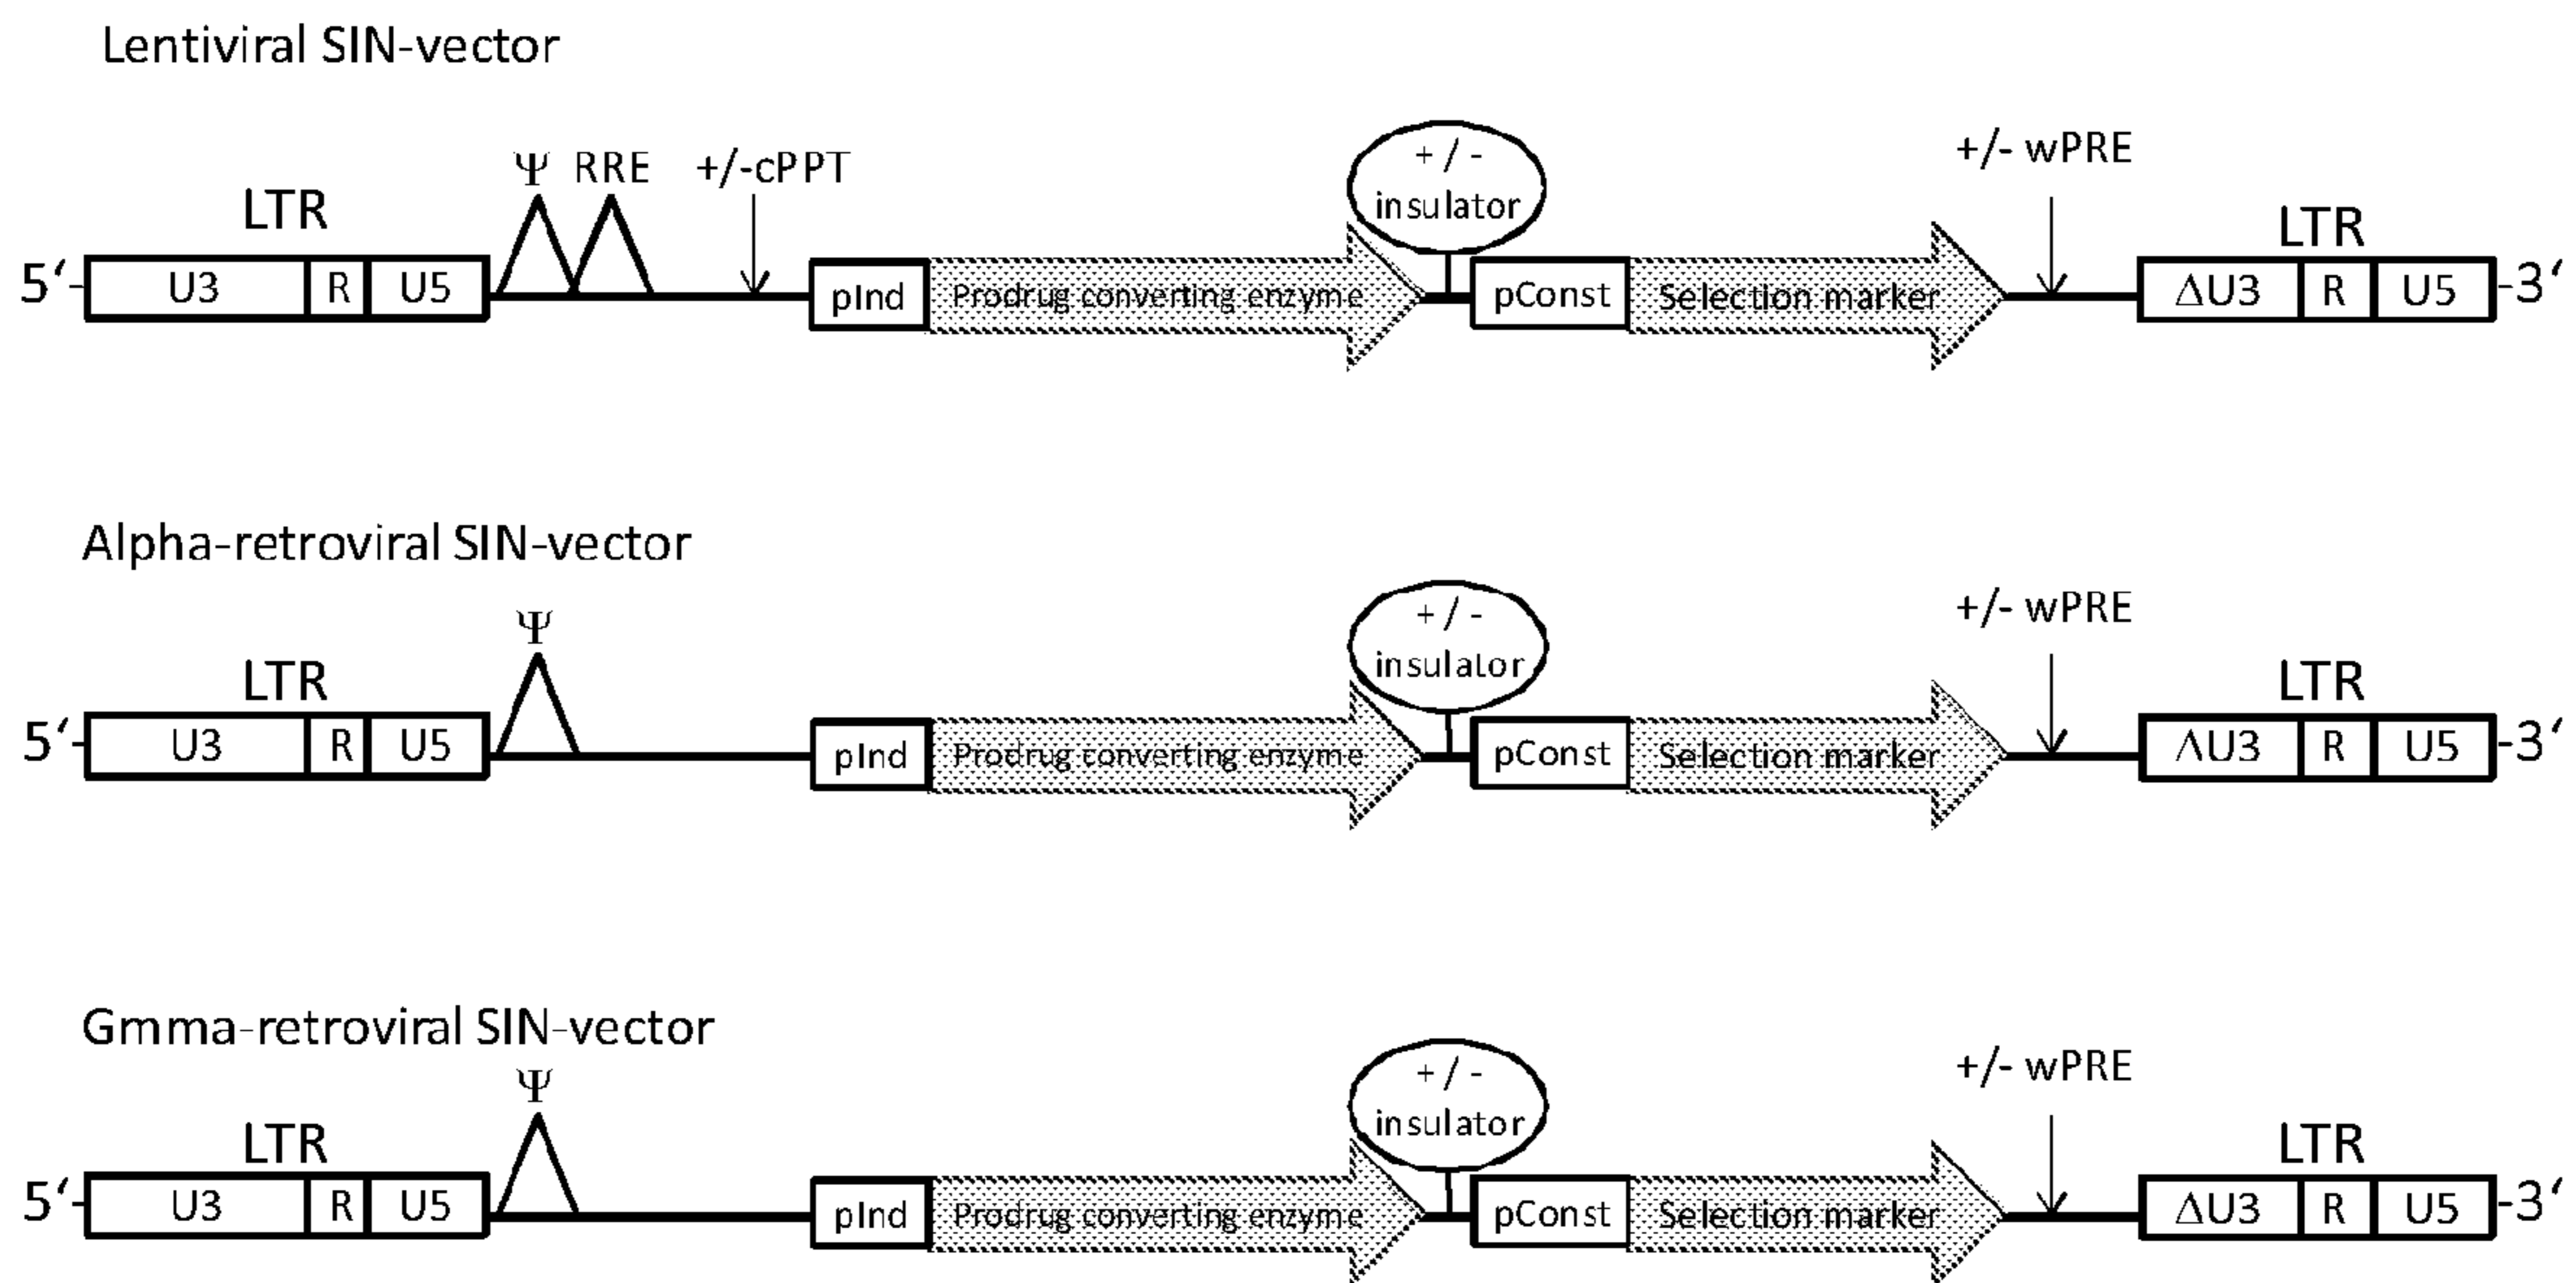 Lentiviral SIN-vector
Ψ RRE +/-cPPT
+ / -
insulator
+/- wPRE
LTR
LTR
5‘ U3 R U5 pInd Prodrug converting enzyme pConst Selection marker ΔU3 R U5 -3‘
Alpha-retroviral SIN-vector
Ψ
+ / -
insulator
+/- wPRE
LTR
LTR
5‘ U3 R U5 pInd Prodrug converting enzyme pConst Selection marker ΛU3 R U5 -3‘
Gmma-retroviral SIN-vector
Ψ
+ / -
insulator
+/- wPRE
LTR
LTR
5‘ U3 R U5 pInd Prodrug converting enzyme pConst Selection marker ΔU3 R U5 -3‘